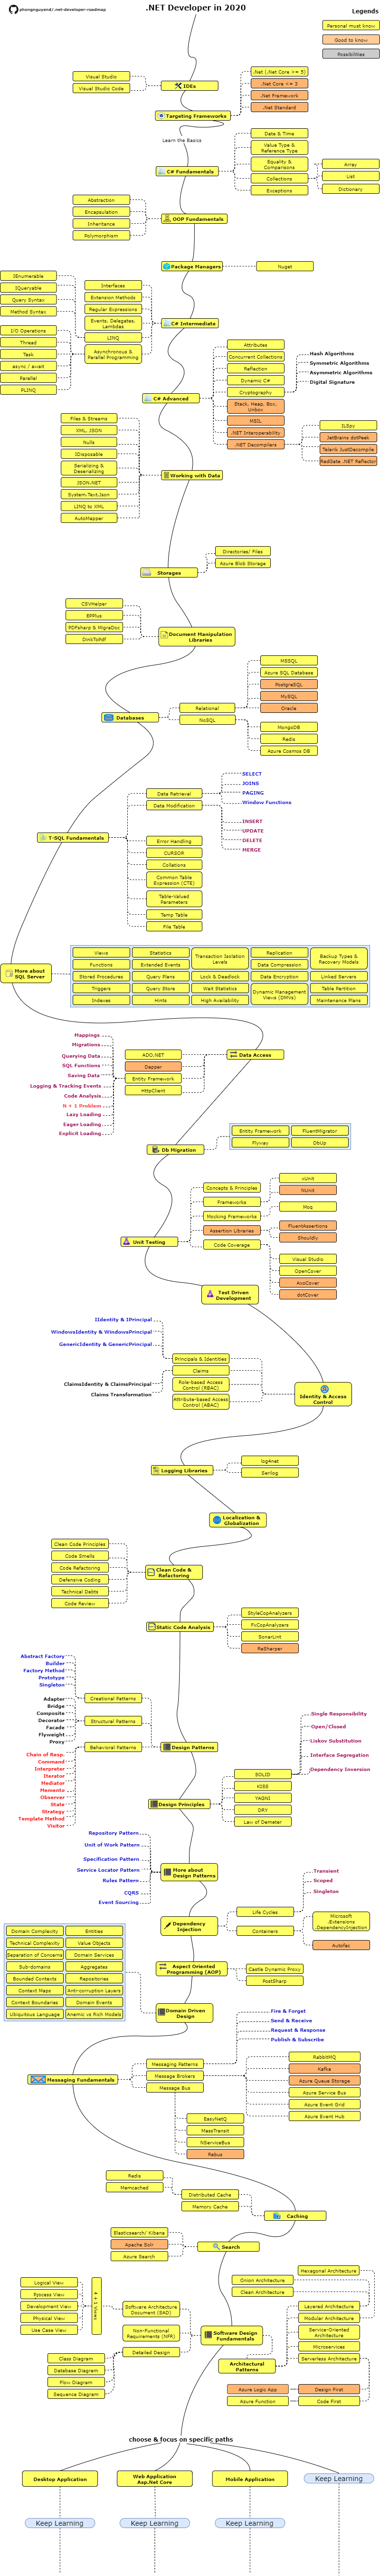 phongnguyend/.net-developer-roadmap
.NET Developer in 2020
Legends
Personal must know
Good to know
Possibilities
Visual Studio
Visual Studio Code
IDEs
.Net (.Net Core >= 5)
.Net Core <= 3
.Net Framework
.Net Standard
Targeting Frameworks
Learn the Basics
C# Fundamentals
Date & Time
Value Type &
Reference Type
Equality &
Comparisons
Collections
Exceptions
Array
List
Dictionary
Abstraction
Encapsulation
Inheritance
Polymorphism
OOP Fundamentals
Package Managers
Nuget
IEnumerable
IQueryable
Query Syntax
Method Syntax
I/O Operations
Thread
Task
async / await
Parallel
PLINQ
Interfaces
Extension Methods
Regular Expressions
Events, Delegates,
Lambdas
LINQ
Asynchronous &
Parallel Programming
C# Intermediate
C# Advanced
Attributes
Concurrent Collections
Reflection
Dynamic C#
Cryptography
Stack, Heap, Box,
Unbox
MSIL
.NET Interoperability
.NET Decompilers
Hash Algorithms
Symmetric Algorithms
Asymmetric Algorithms
Digital Signature
ILSpy
JetBrains dotPeek
Telerik JustDecompile
RedGate .NET Reflector
Files & Streams
XML, JSON
Nulls
IDisposable
Serializing &
Deserializing
JSON.NET
System.Text.Json
LINQ to XML
AutoMapper
Working with Data
Storages
Directories/ Files
Azure Blob Storage
CSVHelper
EPPlus
PDFsharp & MigraDoc
DinkToPdf
Document Manipulation
Libraries
Databases
Relational
NoSQL
MSSQL
Azure SQL Database
PostgreSQL
MySQL
Oracle
MongoDB
Redis
Azure Cosmos DB
T-SQL Fundamentals
Data Retrieval
Data Modification
SELECT
JOINS
PAGING
Window Functions
INSERT
UPDATE
DELETE
MERGE
Error Handling
CURSOR
Collations
Common Table
Expression (CTE)
Table-Valued
Parameters
Temp Table
File Table
More about
SQL Server
Views
Functions
Stored Procedures
Triggers
Indexes
Statistics
Extended Events
Query Plans
Query Store
Hints
Transaction Isolation
Levels
Lock & Deadlock
Wait Statistics
High Availability
Replication
Data Compression
Data Encryption
Dynamic Management
Views (DMVs)
Backup Types &
Recovery Models
Linked Servers
Table Partition
Maintenance Plans
Mappings
Migrations
Querying Data
SQL Functions
Saving Data
Logging & Tracking Events
Code Analysis
N + 1 Problem
Lazy Loading
Eager Loading
Explicit Loading
ADO.NET
Dapper
Entity Framework
HttpClient
Data Access
Db Migration
Entity Framework
FluentMigrator
Flyway
DbUp
Unit Testing
Concepts & Principles
Frameworks
Mocking Frameworks
Assertion Libraries
Code Coverage
xUnit
NUnit
Moq
FluentAssertions
Shouldly
Visual Studio
OpenCover
AxoCover
dotCover
Test Driven
Development
IIdentity & IPrincipal
WindowsIdentity & WindowsPrincipal
GenericIdentity & GenericPrincipal
ClaimsIdentity & ClaimsPrincipal
Claims Transformation
Principals & Identities
Claims
Role-based Access
Control (RBAC)
Attribute-based Access
Control (ABAC)
Identity & Access
Control
Logging Libraries
log4net
Serilog
Localization &
Globalization
Clean Code Principles
Code Smells
Code Refactoring
Defensive Coding
Technical Debts
Code Review
Clean Code &
Refactoring
Static Code Analysis
StyleCopAnalyzers
FxCopAnalyzers
SonarLint
ReSharper
Abstract Factory
Builder
Factory Method
Prototype
Singleton
Adapter
Bridge
Composite
Decorator
Facade
Flyweight
Proxy
Chain of Resp.
Command
Interpreter
Iterator
Mediator
Memento
Observer
State
Strategy
Template Method
Visitor
Creational Patterns
Structural Patterns
Behavioral Patterns
Design Patterns
Design Principles
SOLID
KISS
YAGNI
DRY
Law of Demeter
Single Responsibility
Open/Closed
Liskov Substitution
Interface Segregation
Dependency Inversion
Repository Pattern
Unit of Work Pattern
Specification Pattern
Service Locator Pattern
Rules Pattern
CQRS
Event Sourcing
More about
Design Patterns
Dependency
Injection
Life Cycles
Containers
Transient
Scoped
Singleton
Microsoft
.Extensions
.DependencyInjection
Autofac
Aspect Oriented
Programming (AOP)
Castle Dynamic Proxy
PostSharp
Domain Complexity
Technical Complexity
Separation of Concerns
Sub-domains
Bounded Contexts
Context Maps
Context Boundaries
Ubiquitous Language
Entities
Value Objects
Domain Services
Aggregates
Repositories
Anti-corruption Layers
Domain Events
Anemic vs Rich Models
Domain Driven
Design
Messaging Fundamentals
Messaging Patterns
Message Brokers
Message Bus
Fire & Forget
Send & Receive
Request & Response
Publish & Subscribe
RabbitMQ
Kafka
Azure Queue Storage
Azure Service Bus
Azure Event Grid
Azure Event Hub
EasyNetQ
MassTransit
NServiceBus
Rebus
Redis
Memcached
Distributed Cache
Memory Cache
Caching
Elasticsearch/ Kibana
Apache Solr
Azure Search
Search
Logical View
Process View
Development View
Physical View
Use Case View
4 + 1 Views
Software Architecture
Document (SAD)
Non-Functional
Requirements (NFR)
Detailed Design
Class Diagram
Database Diagram
Flow Diagram
Sequence Diagram
Software Design
Fundamentals
Architectural
Patterns
Hexagonal Architecture
Onion Architecture
Clean Architecture
Layered Architecture
Modular Architecture
Service-Oriented
Architecture
Microservices
Serverless Architecture
Azure Logic App
Azure Function
Design First
Code First
choose & focus on specific paths
Desktop Application
Web Application
Asp.Net Core
Mobile Application
Keep Learning
Keep Learning
Keep Learning
Keep Learning